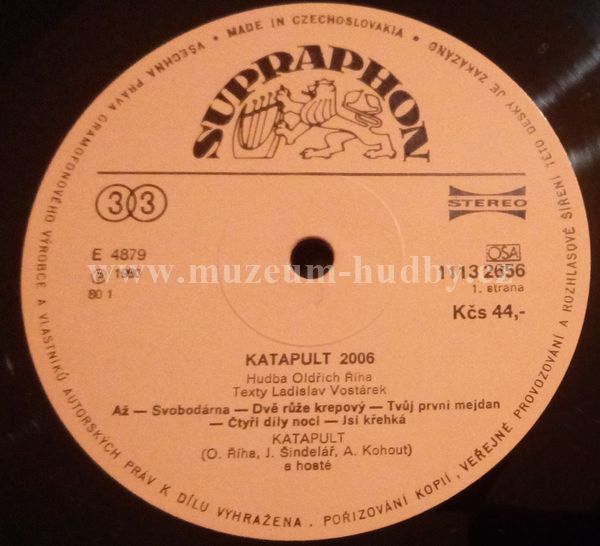 VŠECHNA PRÁVA GRAMOFONOVÉHO VÝROBCE A VLASTNÍKŮ AUTORSKÝCH PRÁV K DÍLU VYHRAŽENA . POŘIZOVÁNÍ KOPIÍ, VEŘEJNÉ PROVOZOVÁNÍ A ROZHLASOVÉ ŠÍŘENÍ TÉTO DESKY JE ZAKÁZÁNO • MADE IN CZECHOSLOVAKIA •
SUPRAPHON
33
STEREO
E 4879
OSA
℗ 1980
1113 2656
www.muzeum-hudby.cz
80 1
1. strana
Kčs 44,-
KATAPULT 2006
Hudba Oldřich Říha
Texty Ladislav Vostárek
Až — Svobodárna — Dvě růže krepový — Tvůj první mejdan
— Čtyři díly noci — Jsi křehká
KATAPULT
(O. Říha, J. Šindelář, A. Kohout)
a hosté